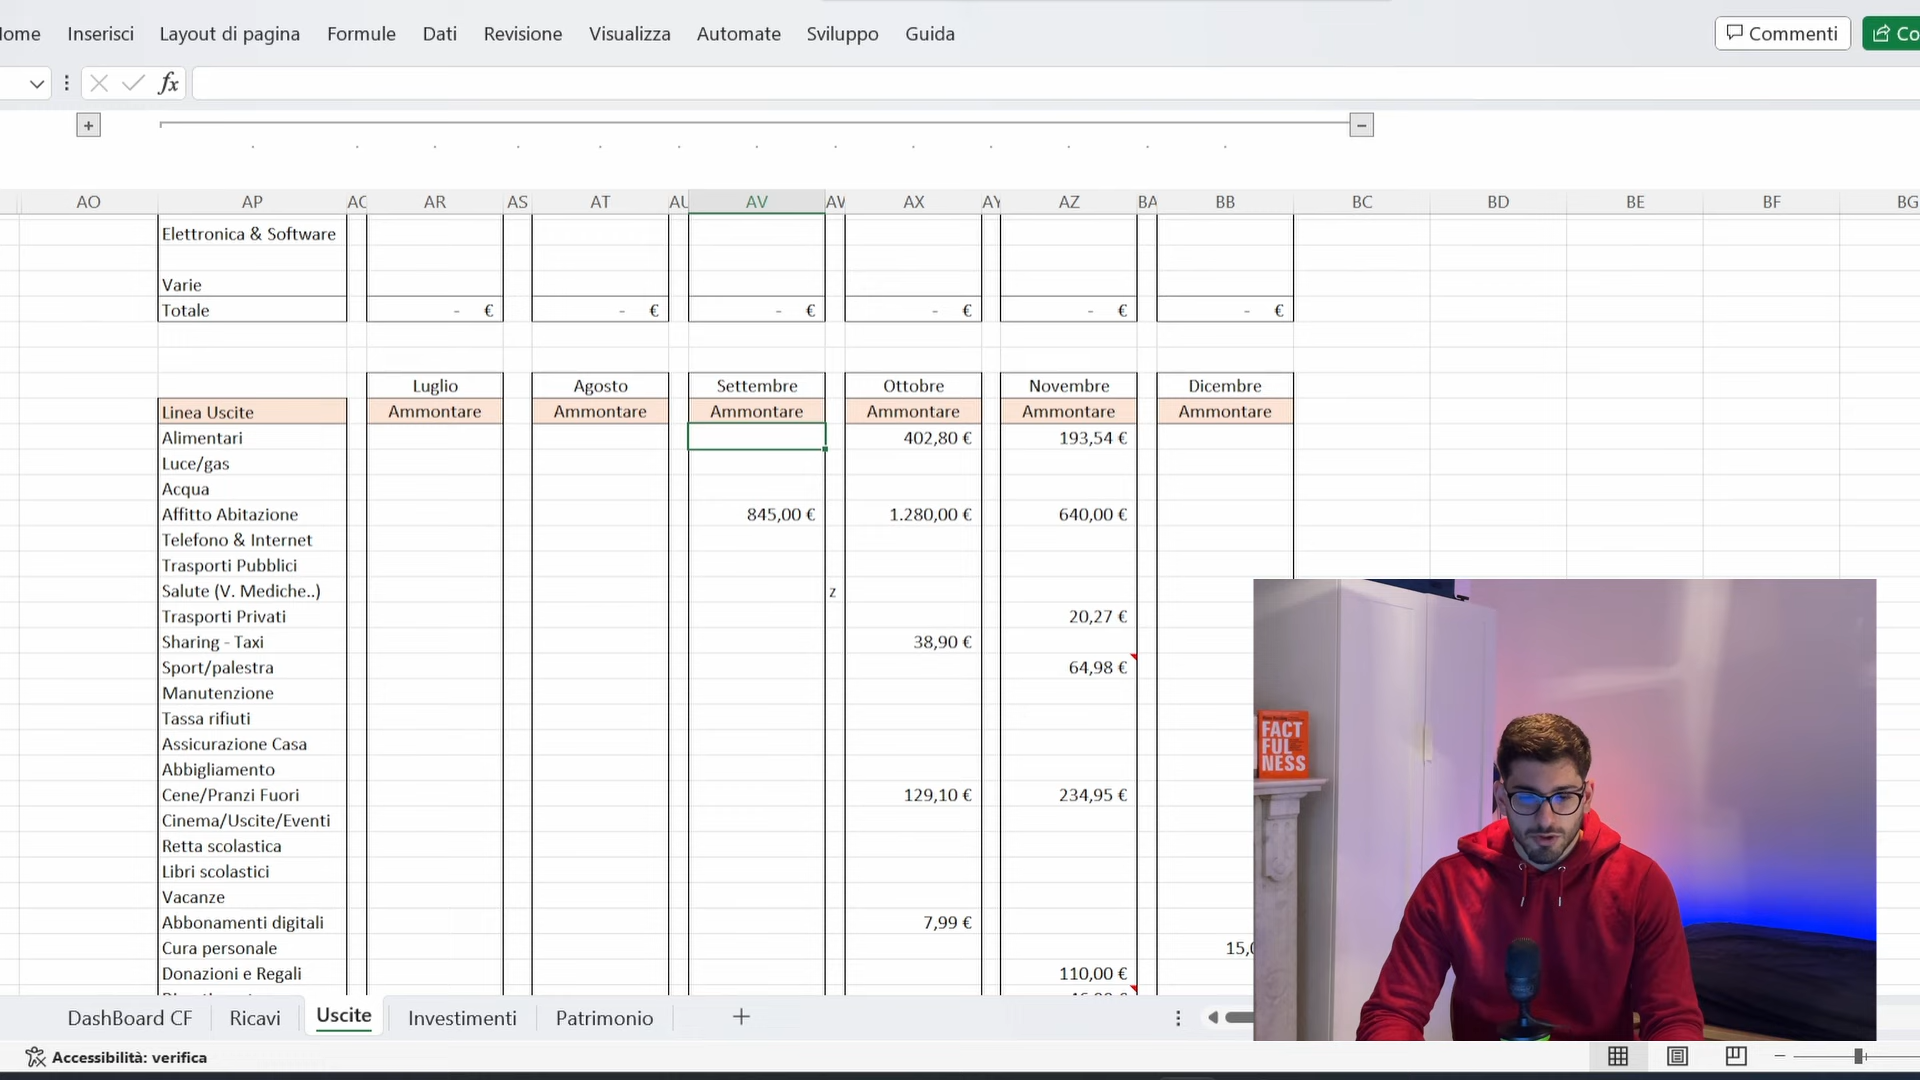 Inserisci Layout di pagina Formule Dati Revisione Visualizza Automate Sviluppo Guida Commenti
fx
AO AP AR AS AT AV AX AY AZ BA BB BC BD BE BF BG
Elettronica & Software
Varie
Totale - € - € - € - € - € - €
Luglio Agosto Settembre Ottobre Novembre Dicembre
Linea Uscite Ammontare Ammontare Ammontare Ammontare Ammontare Ammontare
Alimentari 402,80 € 193,54 €
Luce/gas
Acqua
Affitto Abitazione 845,00 € 1.280,00 € 640,00 €
Telefono & Internet
Trasporti Pubblici
Salute (V. Mediche..) z
Trasporti Privati 20,27 €
Sharing - Taxi 38,90 €
Sport/palestra 64,98 €
Manutenzione
Tassa rifiuti
Assicurazione Casa
Abbigliamento
Cene/Pranzi Fuori 129,10 € 234,95 €
Cinema/Uscite/Eventi
Retta scolastica
Libri scolastici
Vacanze
Abbonamenti digitali 7,99 €
Cura personale
Donazioni e Regali 110,00 €
FACT
FUL
NESS
DashBoard CF Ricavi Uscite Investimenti Patrimonio
Accessibilità: verifica